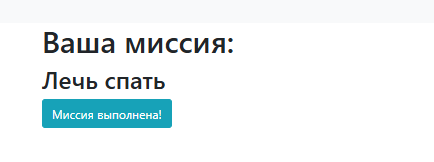 Ваша миссия:
Лечь спать
Миссия выполнена!